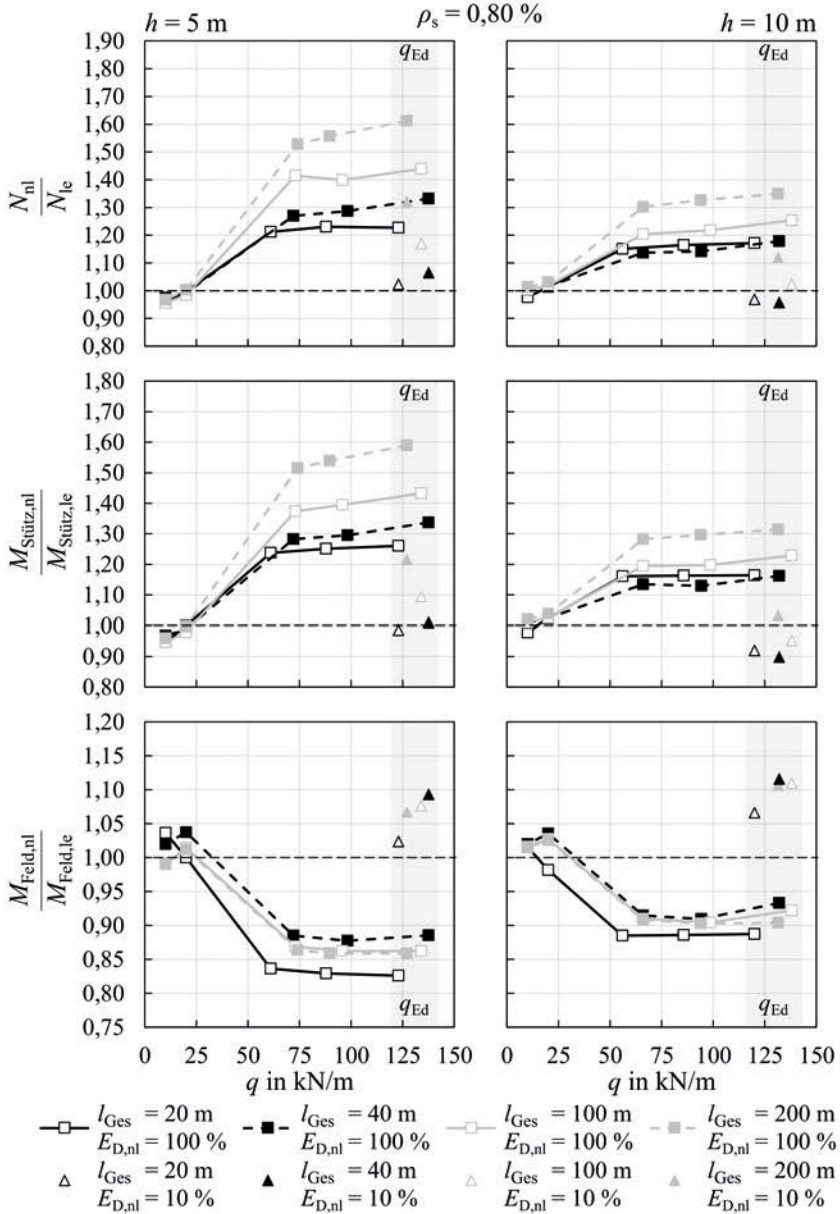 h = 5 m
ρs = 0,80 %
h = 10 m
1,90
1,80
1,70
1,60
1,50
1,40
1,30
1,20
1,10
1,00
0,90
0,80
Nnl
Nle
qEd
qEd
1,80
1,70
1,60
1,50
1,40
1,30
1,20
1,10
1,00
0,90
0,80
MStütz,nl
MStütz,le
qEd
qEd
1,20
1,15
1,10
1,05
1,00
0,95
0,90
0,85
0,80
0,75
MFeld,nl
MFeld,le
qEd
qEd
0 25 50 75 100 125 150
0 25 50 75 100 125 150
q in kN/m
q in kN/m
lGes = 20 m
ED,nl = 100 %
lGes = 40 m
ED,nl = 100 %
lGes = 100 m
ED,nl = 100 %
lGes = 200 m
ED,nl = 100 %
lGes = 20 m
ED,nl = 10 %
lGes = 40 m
ED,nl = 10 %
lGes = 100 m
ED,nl = 10 %
lGes = 200 m
ED,nl = 10 %